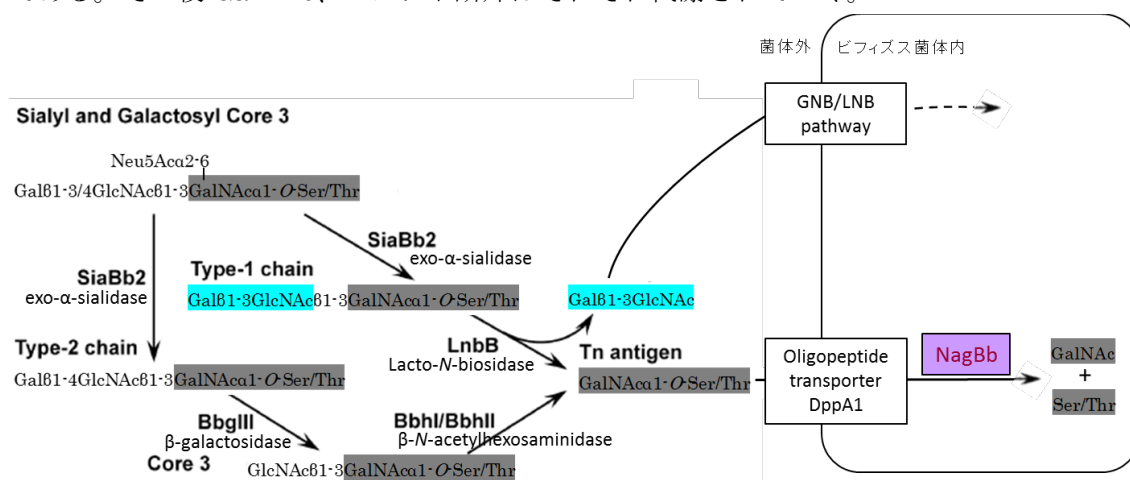 菌体外
ビフィズス菌体内
GNB/LNB
pathway
Sialyl and Galactosyl Core 3
Neu5Acα2-6
Galβ1-3/4GlcNAcβ1-3GalNAcα1-O-Ser/Thr
SiaBb2
exo-α-sialidase
SiaBb2
exo-α-sialidase
Type-1 chain
Galβ1-3GlcNAcβ1-3GalNAcα1-O-Ser/Thr
Galβ1-3GlcNAc
LnbB
Lacto-N-biosidase
Type-2 chain
Galβ1-4GlcNAcβ1-3GalNAcα1-O-Ser/Thr
Tn antigen
GalNAcα1-O-Ser/Thr
Oligopeptide
transporter
DppA1
NagBb
GalNAc
+
Ser/Thr
BbgIII
β-galactosidase
BbhI/BbhII
β-N-acetylhexosaminidase
Core 3
GlcNAcβ1-3GalNAcα1-O-Ser/Thr